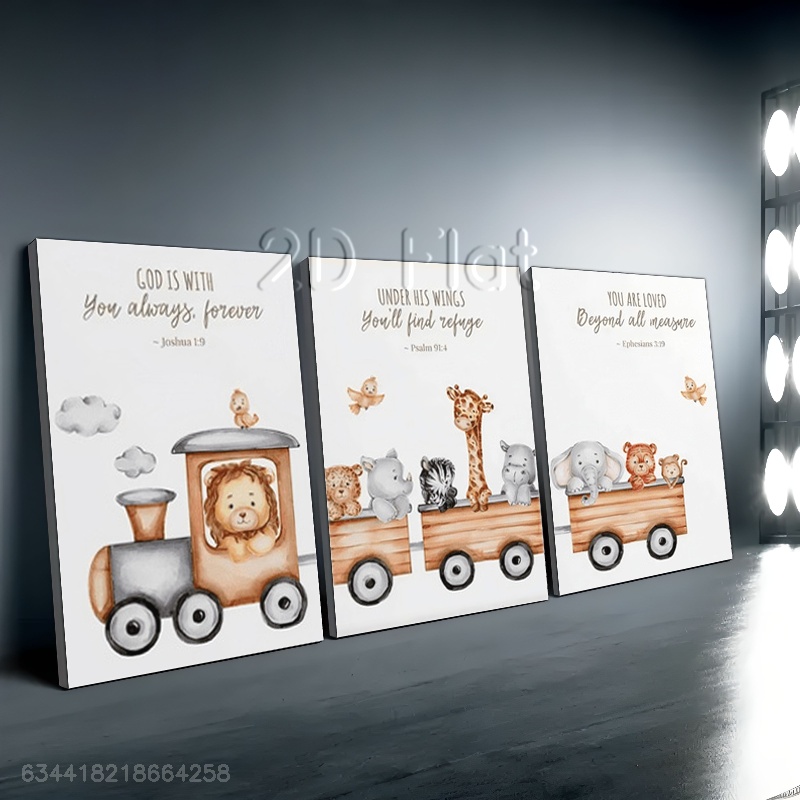 2D Flat
GOD IS WITH
You always, forever
~ Joshua 1:9
UNDER HIS WINGS
You'll find refuge
~ Psalm 91:4
YOU ARE LOVED
Beyond all measure
~ Ephesians 3:19
634418218664258